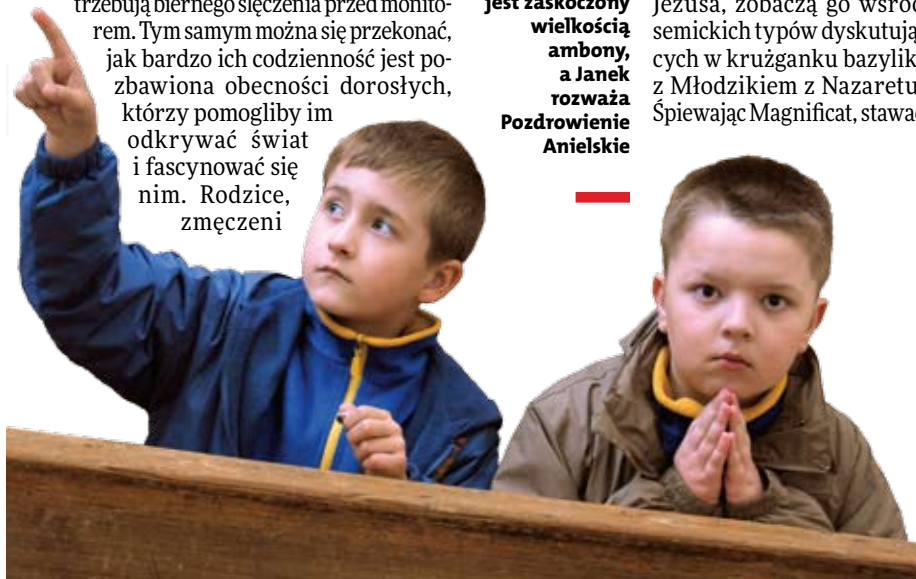 trzebują biernego ślęczenia przed monito-
rem. Tym samym można się przekonać,
jak bardzo ich codzienność jest po-
zbawiona obecności dorosłych,
którzy pomogliby im
odkrywać świat
i fascynować się
nim. Rodzice,
zmęczeni
jest zaskoczony
wielkością
ambony,
a Janek
rozważa
Pozdrowienie
Anielskie
Jezusa, zobaczą go wśród
semickich typów dyskutują
cych w krużganku bazylik
z Młodzikiem z Nazaretu
Śpiewając Magnificat, stawa